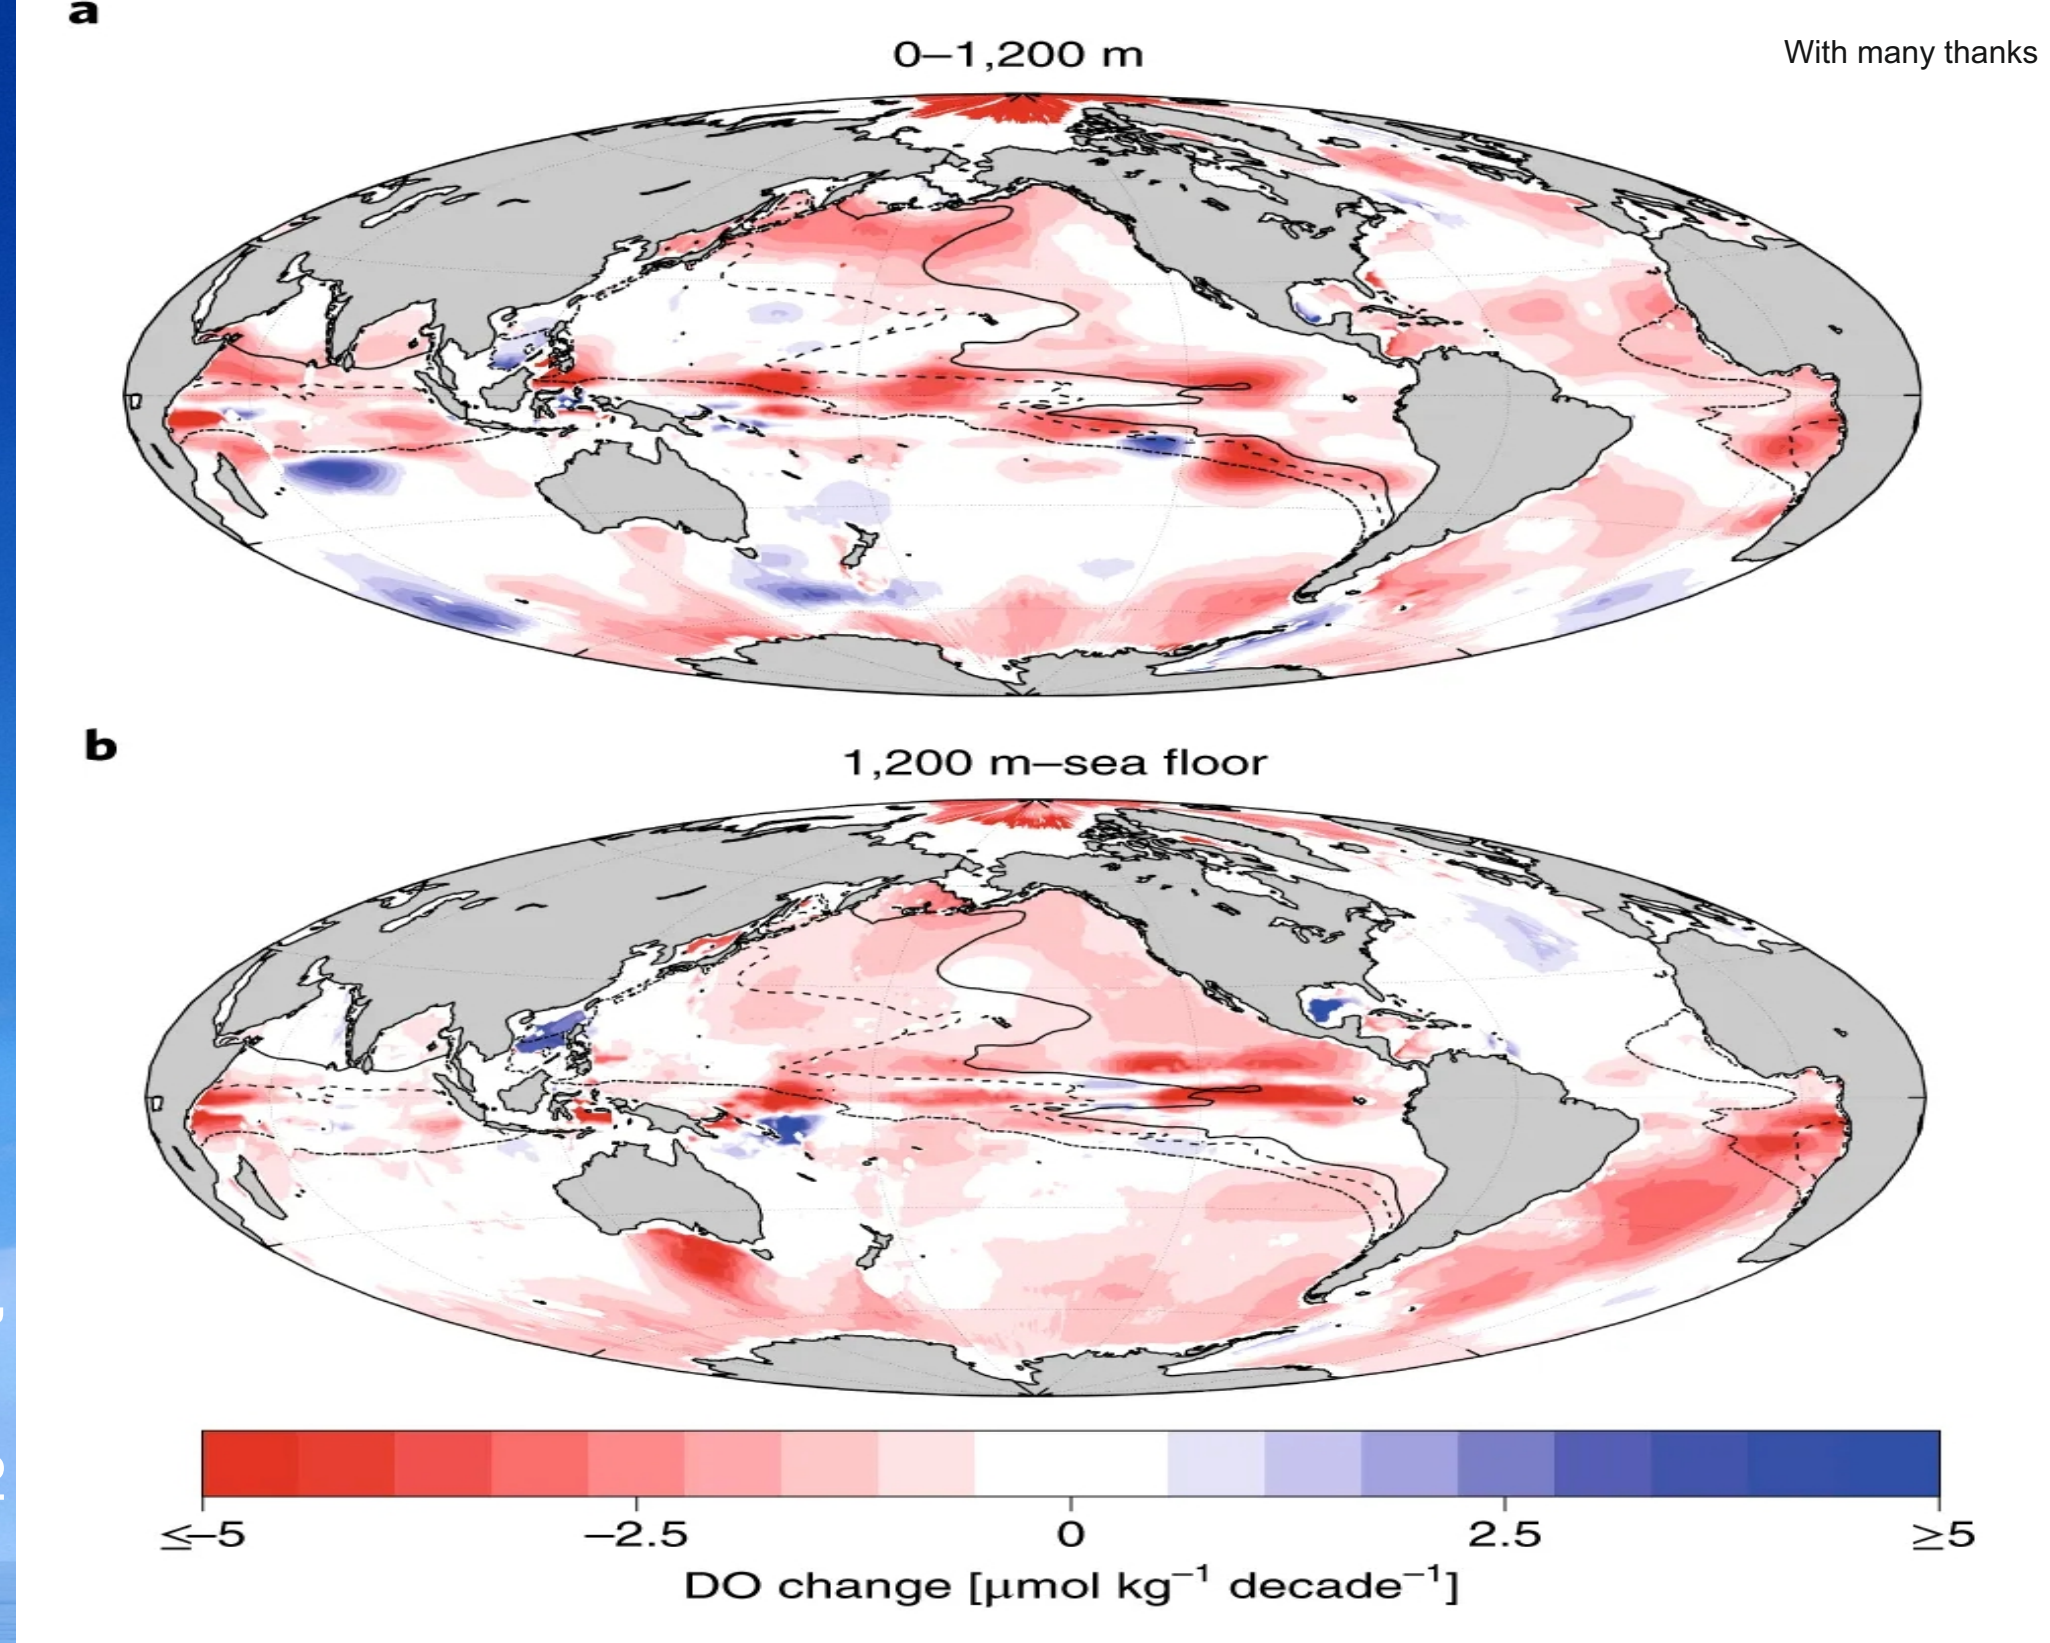 a
0–1,200 m
With many thanks
b
1,200 m–sea floor
≤–5
–2.5
0
2.5
≥5
DO change [μmol kg⁻¹ decade⁻¹]